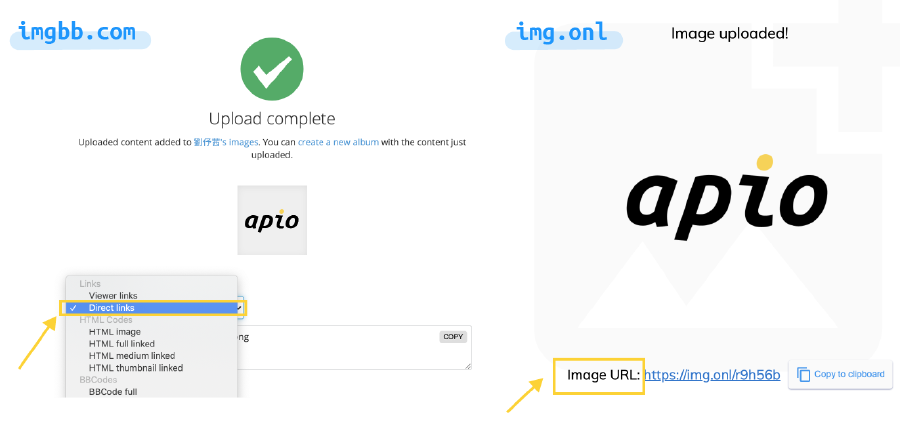 imgbb.com
Upload complete
Uploaded content added to 劉仔苦's images. You can create a new album with the content just
uploaded.
apio
Links
Viewer links
✓ Direct links
HTML Codes
HTML image
HTML full linked
HTML medium linked
HTML thumbnail linked
BBCodes
BBCode full
COPY
img.onl
Image uploaded!
apio
Image URL: https://img.onl/r9h56b
Copy to clipboard